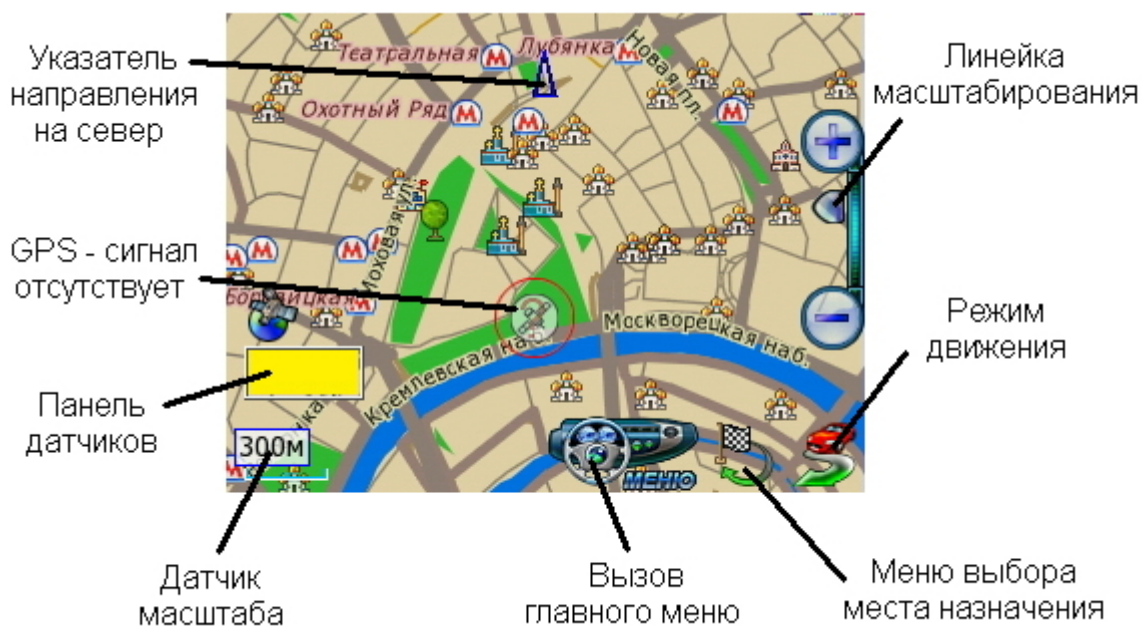 Указатель
направления
на север
Линейка
масштабирования
GPS - сигнал
отсутствует
Режим
движения
Панель
датчиков
Датчик
масштаба
Вызов
главного меню
Меню выбора
места назначения
Театральная
Лубянка
Новая пл.
Охотный Ряд
Моховая ул.
Боровицкая
Кремлевская наб.
Москворецкая наб.
300м
МЕНЮ